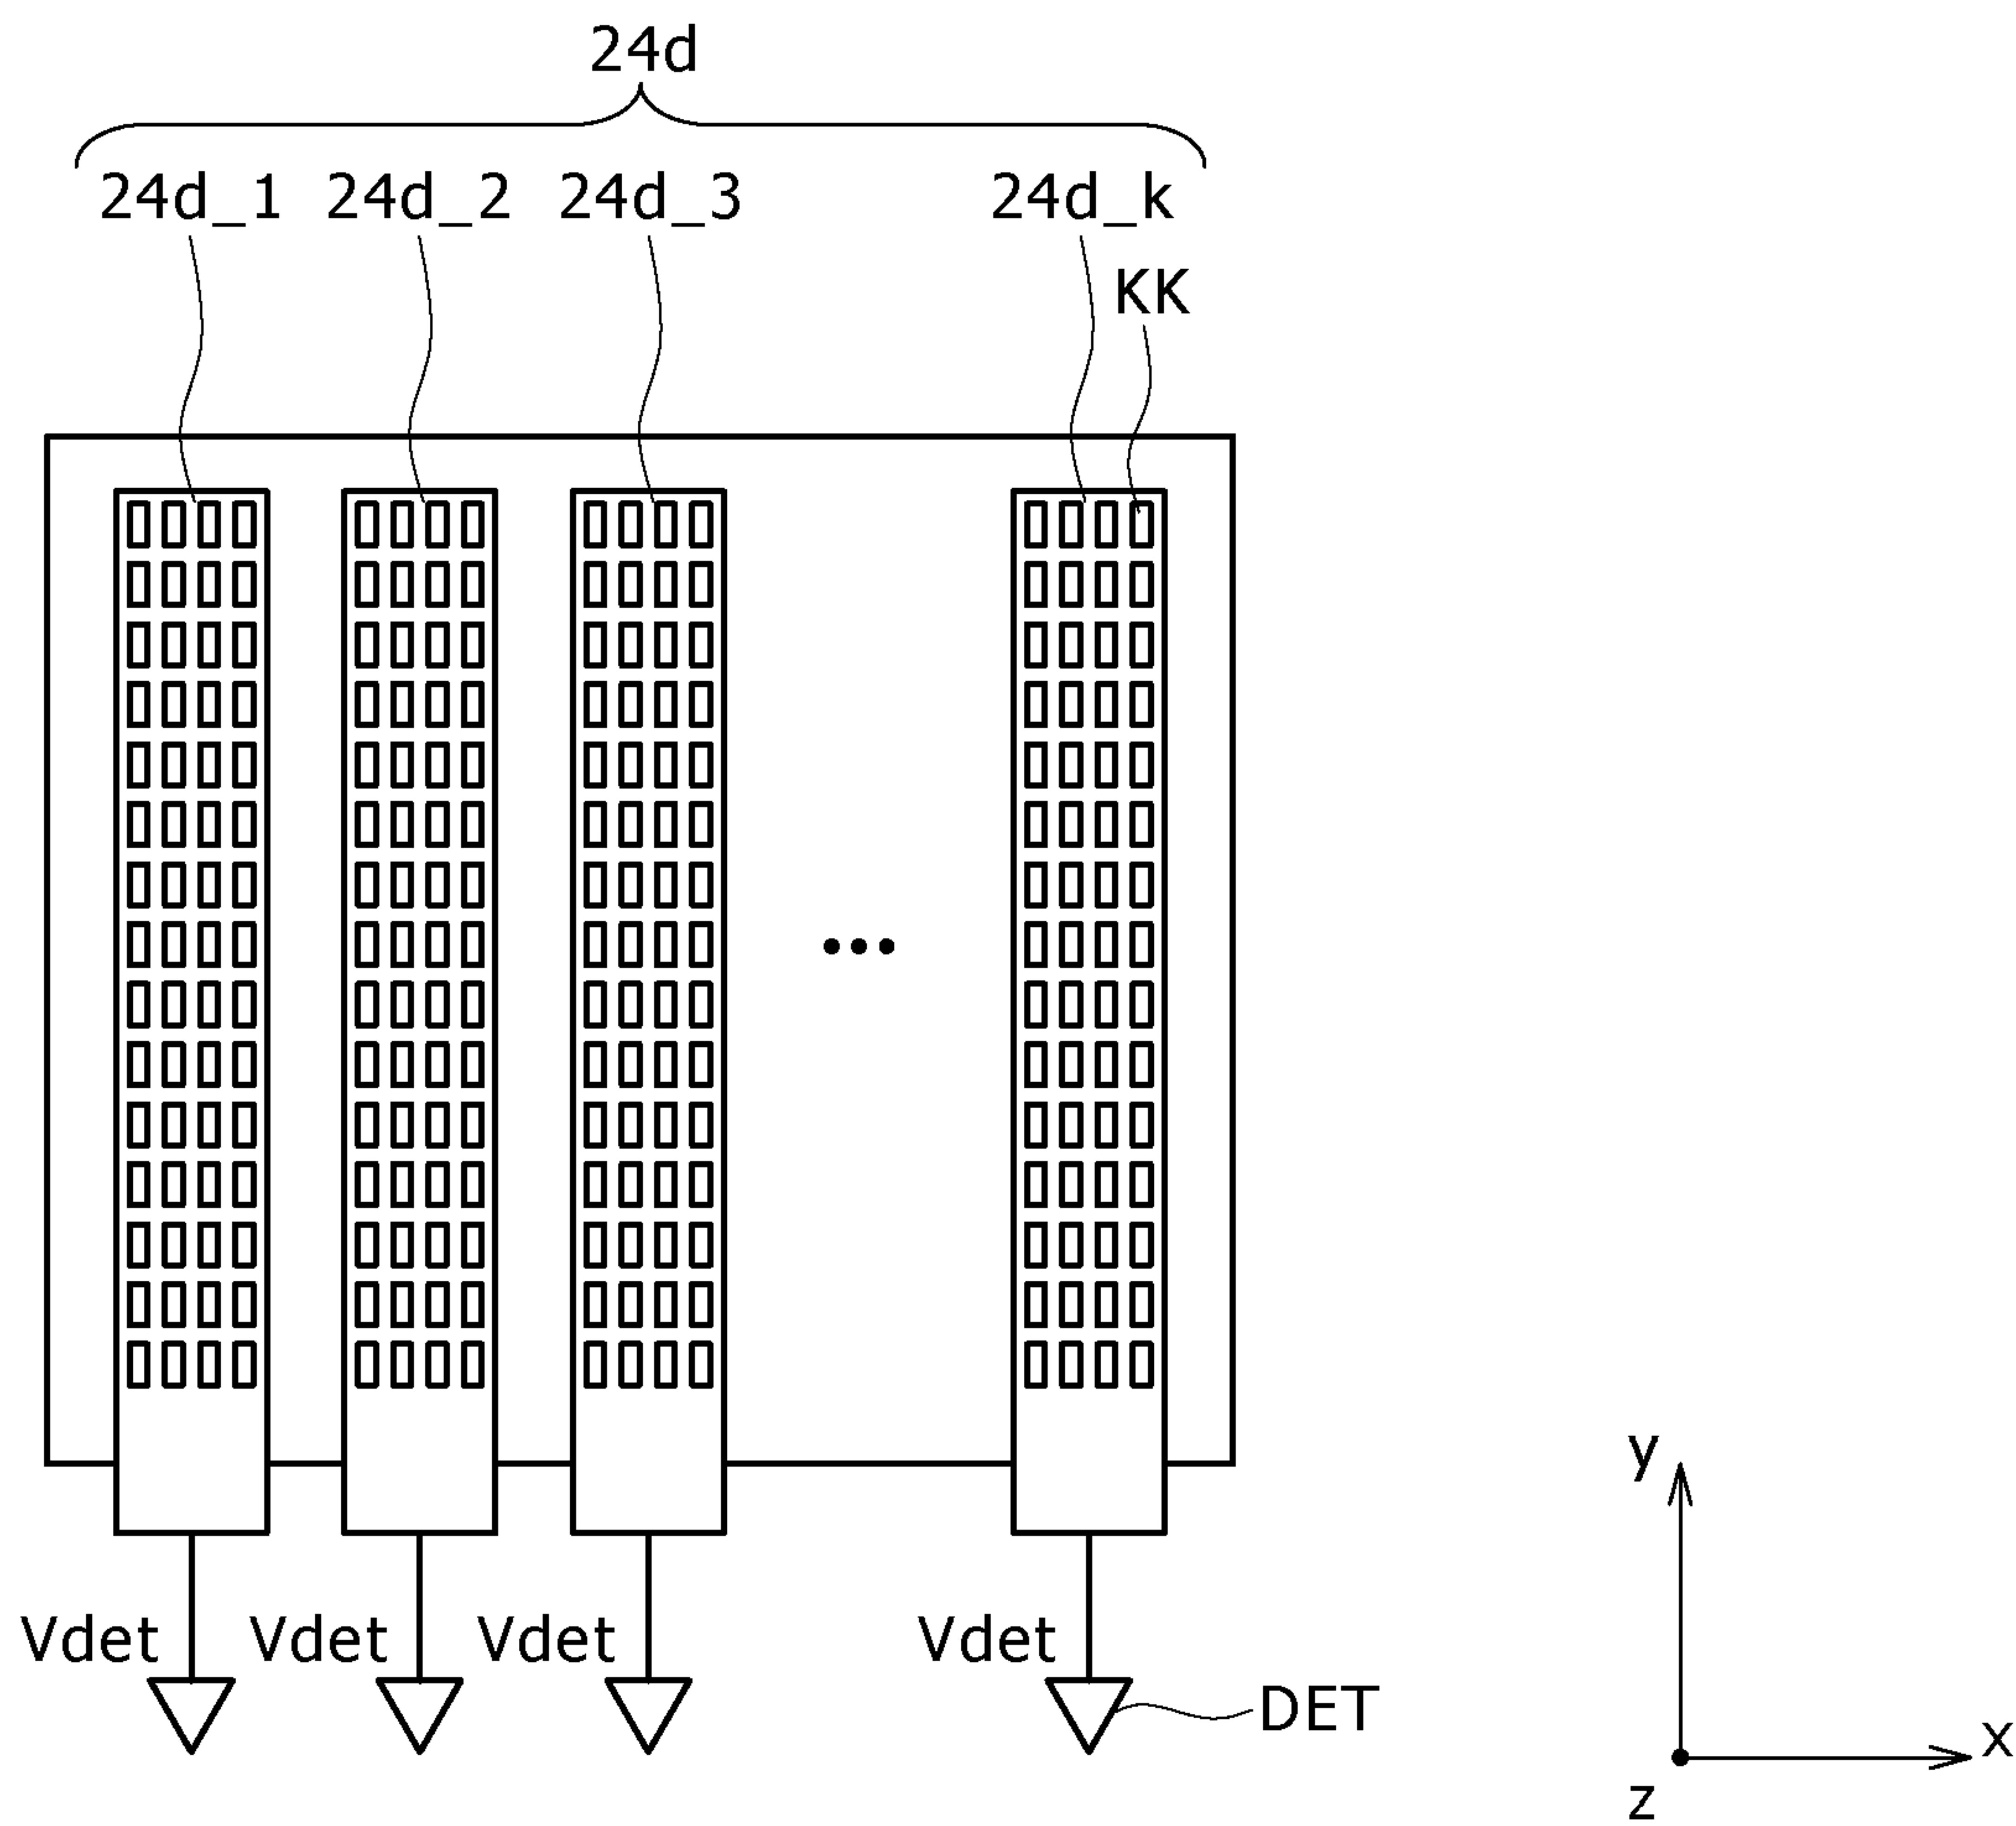 24d
24d_1 24d_2 24d_3 24d_k
KK
...
Vdet Vdet Vdet Vdet
DET
y
x
z